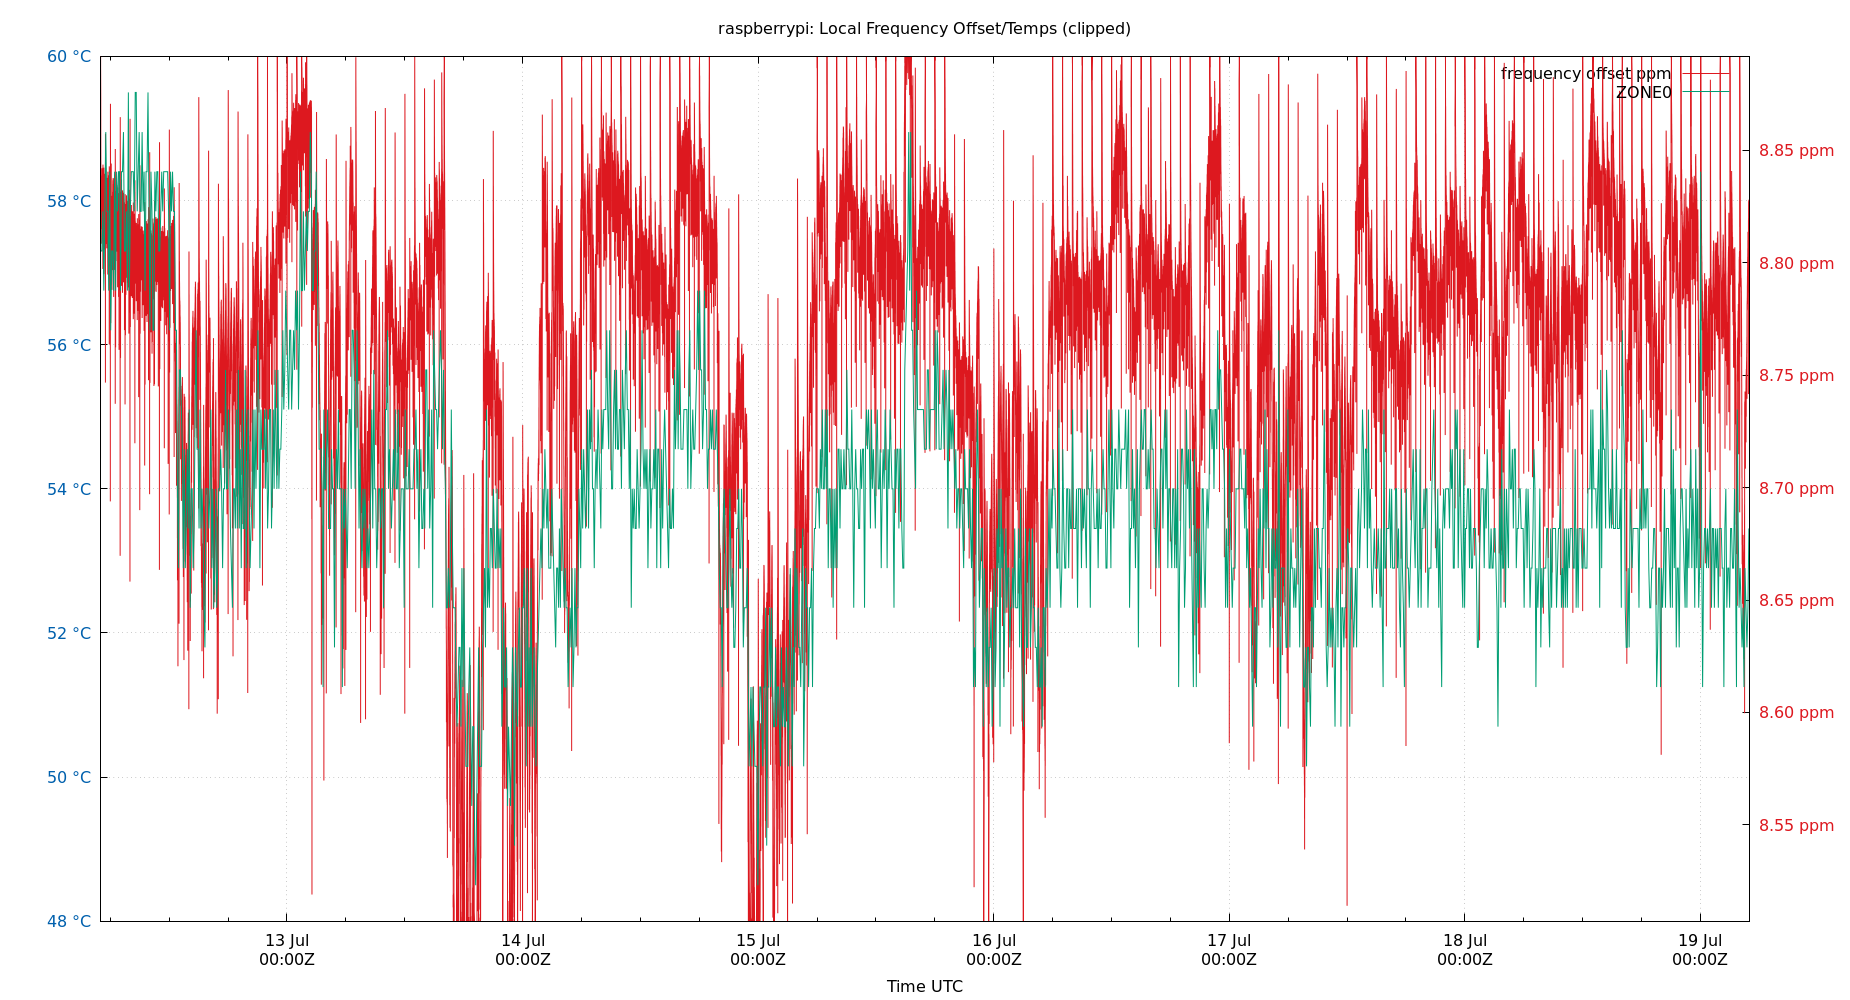 raspberrypi: Local Frequency Offset/Temps (clipped)
60 °C
58 °C
56 °C
54 °C
52 °C
50 °C
48 °C
frequency offset ppm
ZONE0
8.85 ppm
8.80 ppm
8.75 ppm
8.70 ppm
8.65 ppm
8.60 ppm
8.55 ppm
13 Jul 14 Jul 15 Jul 16 Jul 17 Jul 18 Jul 19 Jul
00:00Z 00:00Z 00:00Z 00:00Z 00:00Z 00:00Z 00:00Z
Time UTC